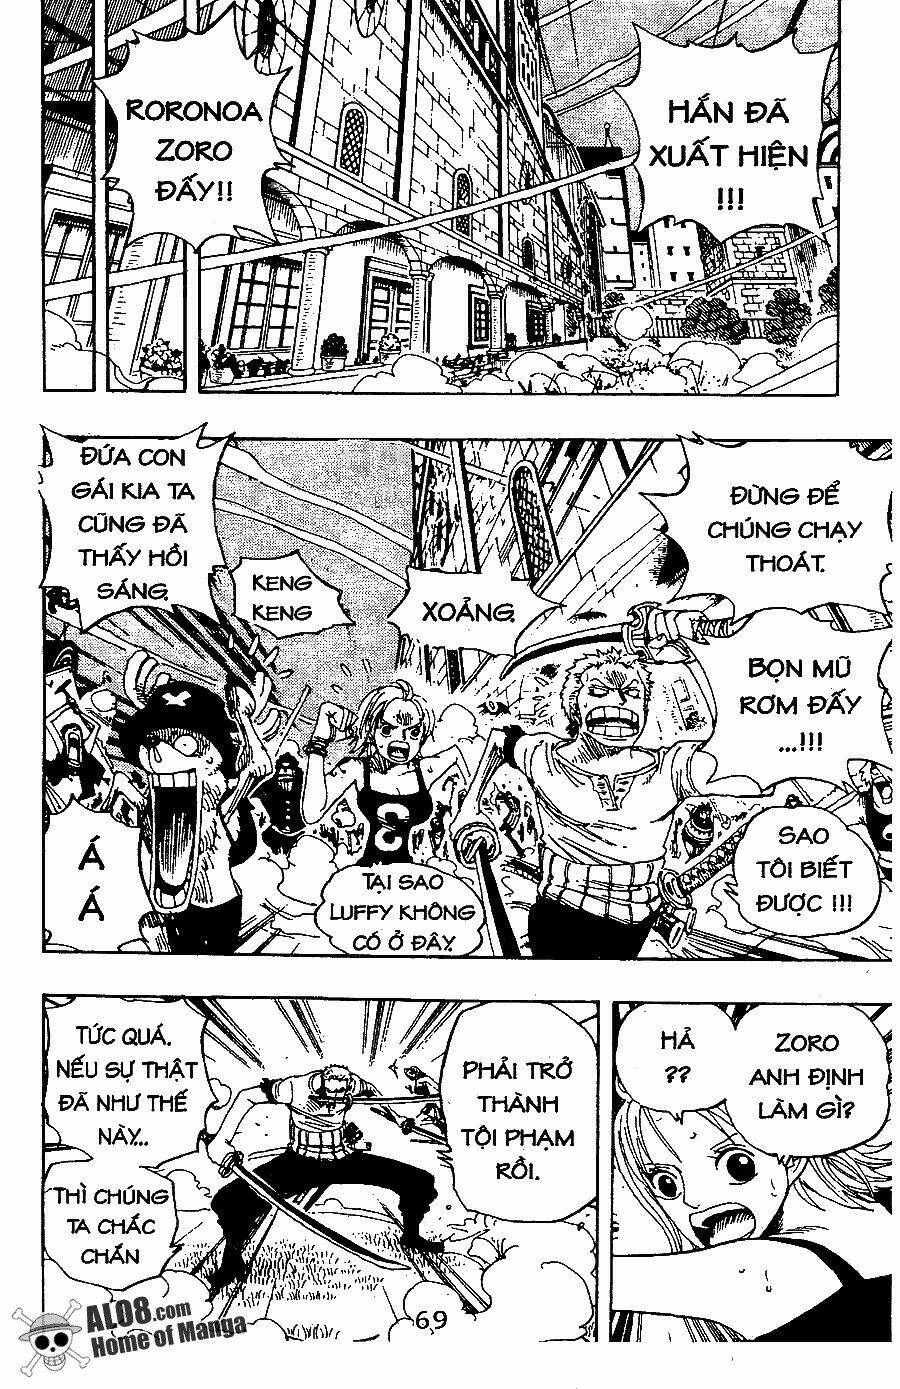 HẮN ĐÃ
XUẤT HIỆN
!!!
RORONOA
ZORO
ĐẤY!!
ĐỪNG ĐỂ
CHÚNG CHẠY
THOÁT.
BỌN MŨ
RƠM ĐẤY
...!!!
SAO
TÔI BIẾT
ĐƯỢC !!!
XOẢNG.
KENG
KENG
TẠI SAO
LUFFY KHÔNG
CÓ Ở ĐÂY.
ĐỨA CON
GÁI KIA TA
CŨNG ĐÃ
THẤY HỒI
SÁNG.
Á
Á
ZORO
ANH ĐỊNH
LÀM GÌ?
HẢ
??
PHẢI TRỞ
THÀNH
TỘI PHẠM
RỒI.
TỨC QUÁ.
NẾU SỰ THẬT
ĐÃ NHƯ THẾ
NÀY...
THÌ CHÚNG
TA CHẮC
CHẮN
69
ALO8.com
Home of Manga